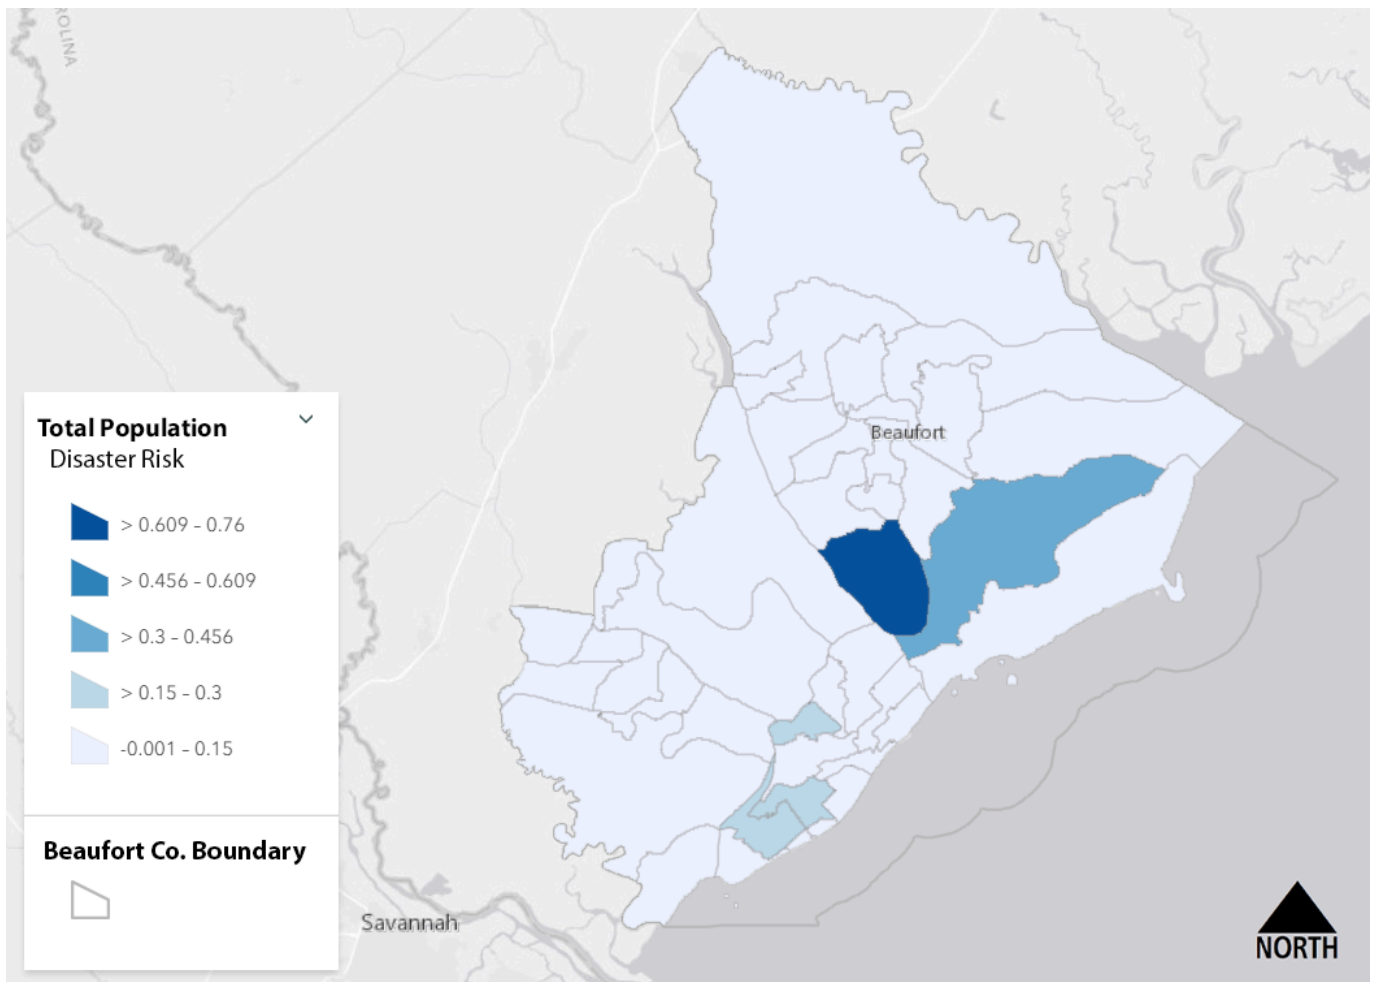 Total Population
Disaster Risk
> 0.609 - 0.76
> 0.456 - 0.609
> 0.3 - 0.456
> 0.15 - 0.3
-0.001 - 0.15
Beaufort Co. Boundary
Beaufort
Savannah
NORTH